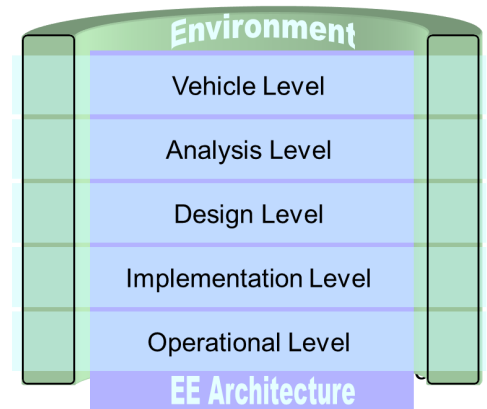 Environment
Vehicle Level
Analysis Level
Design Level
Implementation Level
Operational Level
EE Architecture